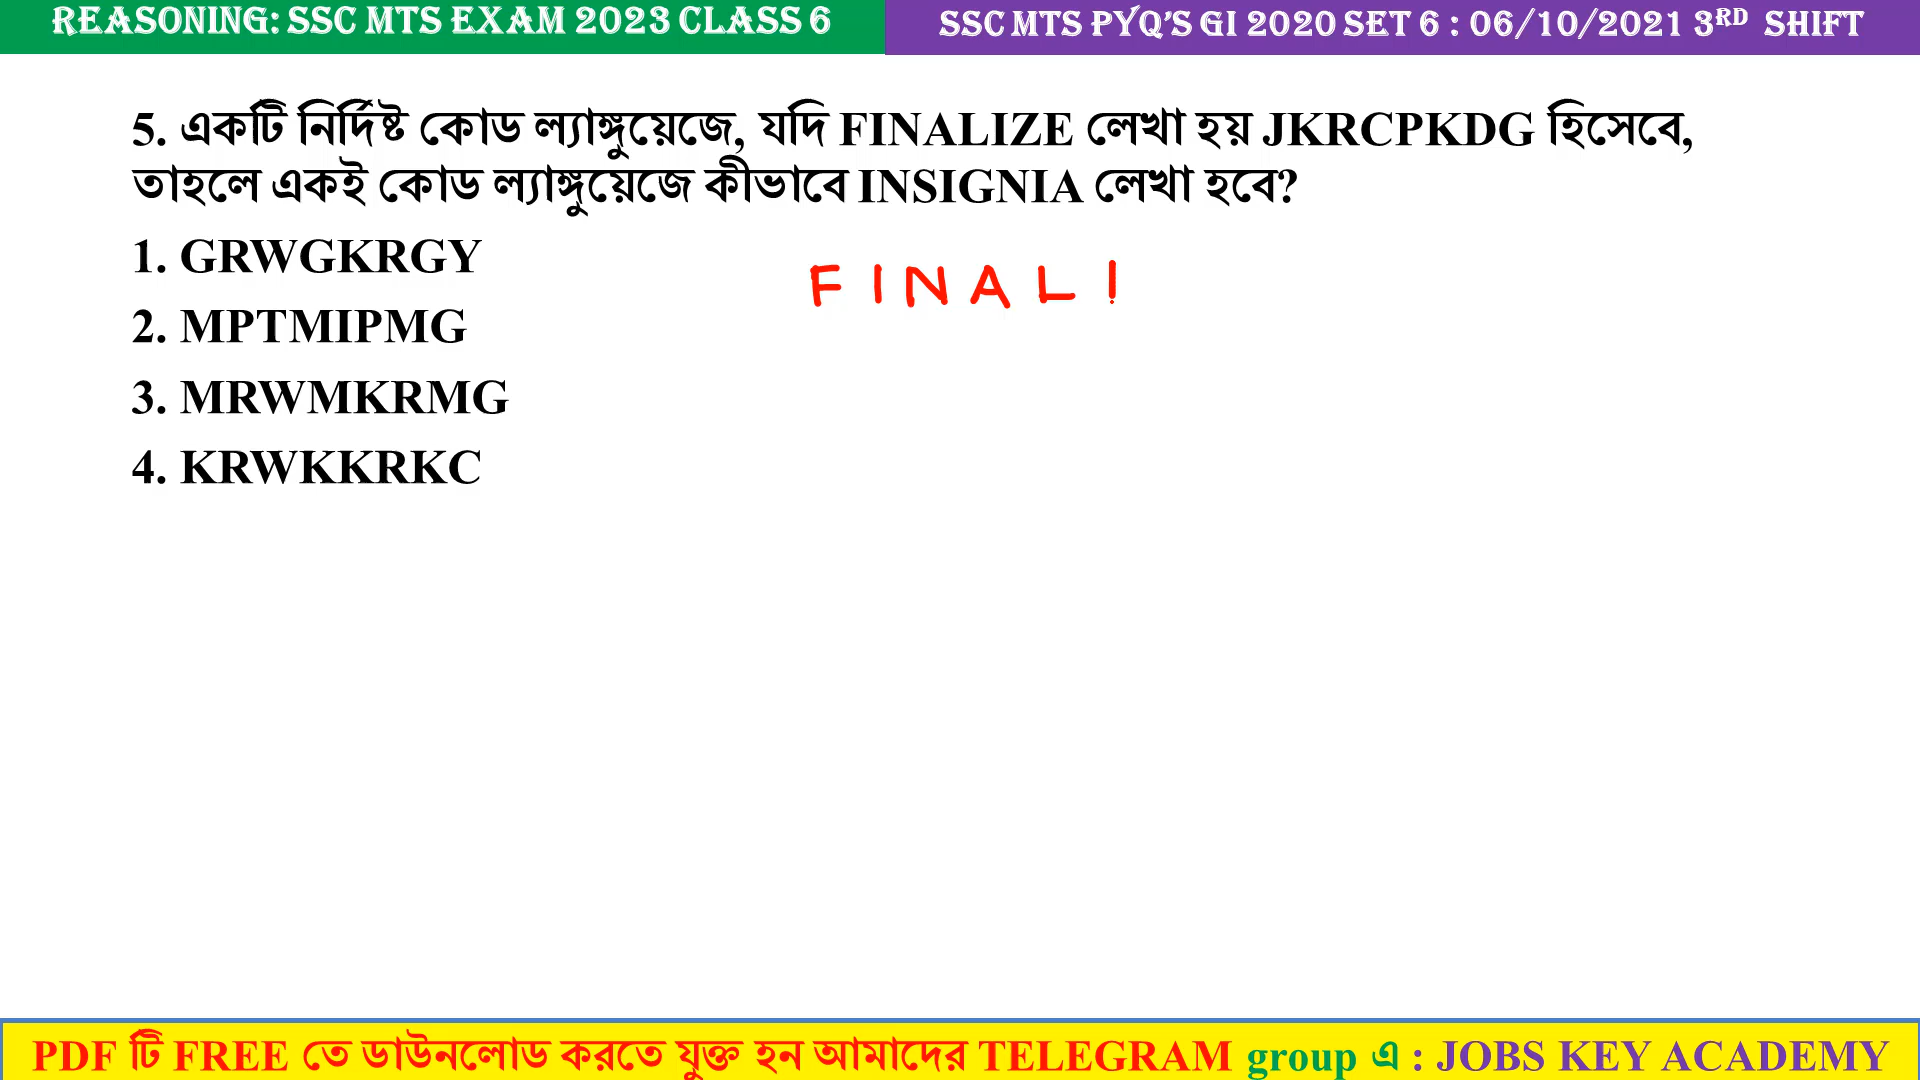 REASONING: SSC MTS EXAM 2023 CLASS 6
SSC MTS PYQ'S GI 2020 SET 6 : 06/10/2021 3RD SHIFT
5. একটি নির্দিষ্ট কোড ল্যাঙ্গুয়েজে, যদি FINALIZE লেখা হয় JKRCPKDG হিসেবে,
তাহলে একই কোড ল্যাঙ্গুয়েজে কীভাবে INSIGNIA লেখা হবে?
1. GRWGKRGY
F I N A L I
2. MPTMIPMG
3. MRWMKRMG
4. KRWKKRKC
PDF টি FREE তে ডাউনলোড করতে যুক্ত হন আমাদের TELEGRAM group এ : JOBS KEY ACADEMY